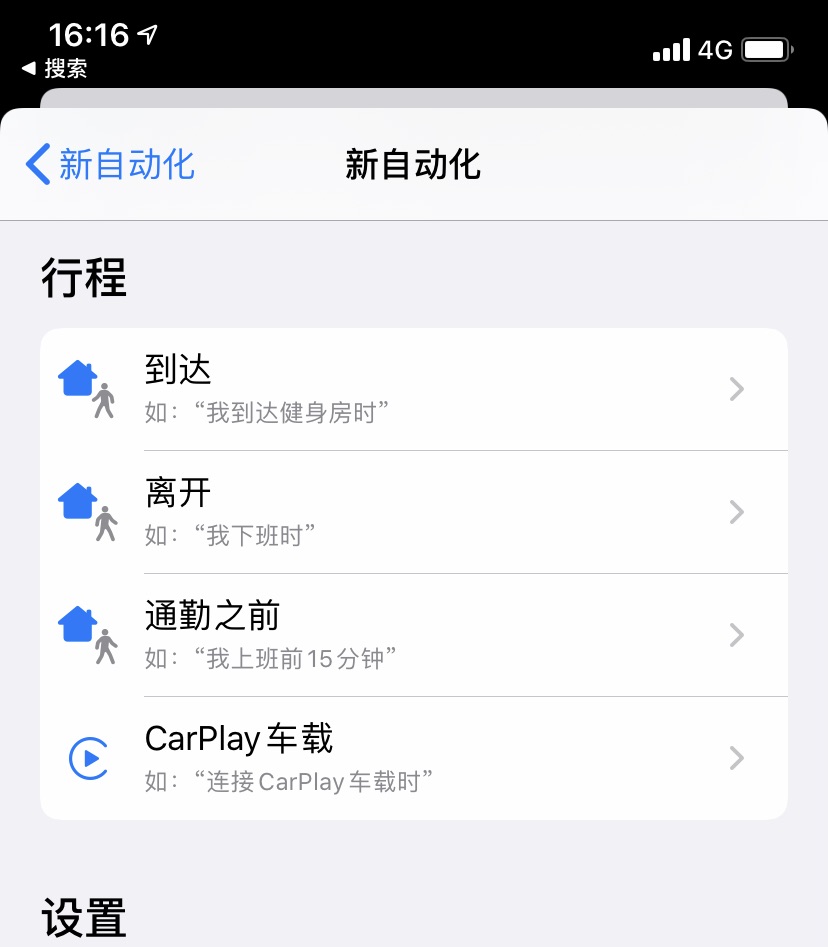 16:16
4G
搜索
新自动化
新自动化
行程
到达
如：“我到达健身房时”
离开
如：“我下班时”
通勤之前
如：“我上班前15分钟”
CarPlay车载
如：“连接CarPlay车载时”
设置